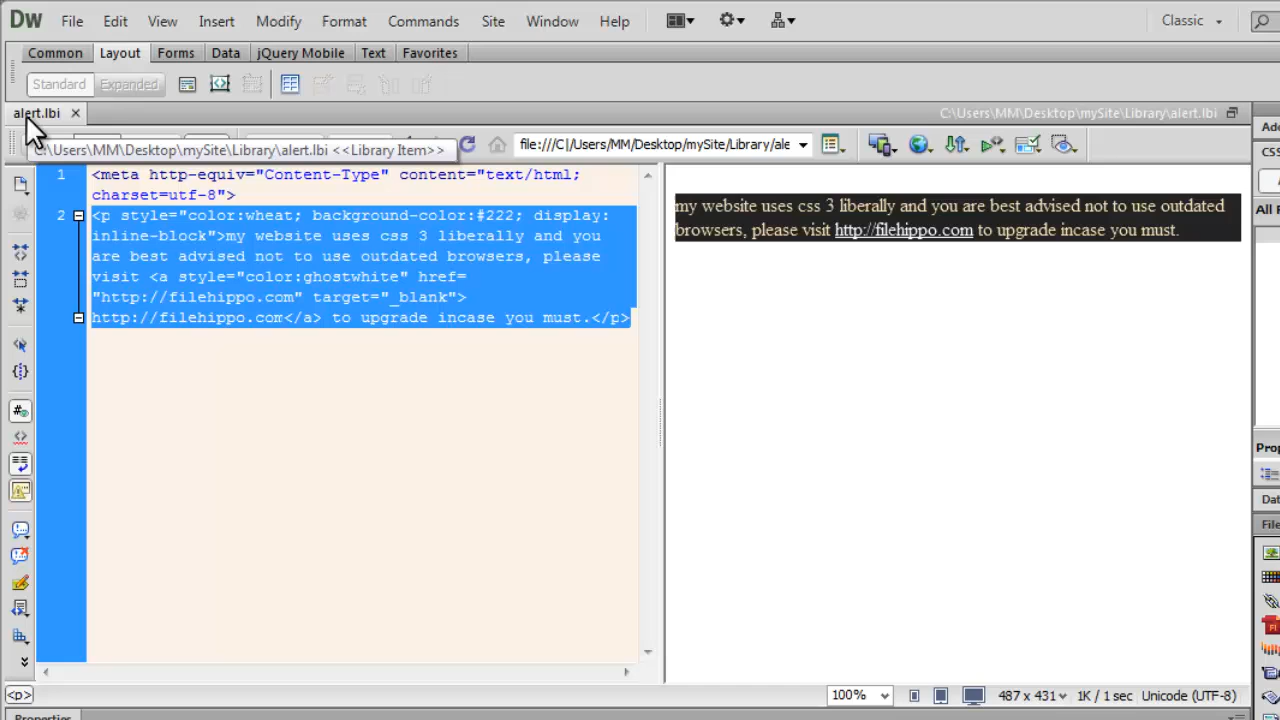 Dw File Edit View Insert Modify Format Commands Site Window Help Classic
Common Layout Forms Data jQuery Mobile Text Favorites
Standard Expanded
alert.lbi C:\Users\MM\Desktop\mySite\Library\alert.lbi
file:///C|/Users/MM/Desktop/mySite/Library/ale
:\Users\MM\Desktop\mySite\Library\alert.lbi <<Library Item>>
1 <meta http-equiv="Content-Type" content="text/html;
charset=utf-8">
2 <p style="color:wheat; background-color:#222; display:
inline-block">my website uses css 3 liberally and you
are best advised not to use outdated browsers, please
visit <a style="color:ghostwhite" href=
"http://filehippo.com" target="_blank">
http://filehippo.com</a> to upgrade incase you must.</p>
my website uses css 3 liberally and you are best advised not to use outdated
browsers, please visit http://filehippo.com to upgrade incase you must.
Ado
CSS
All F
Prop
Dat
File
<p> 100% 487 x 431 1K / 1 sec Unicode (UTF-8)
Properties